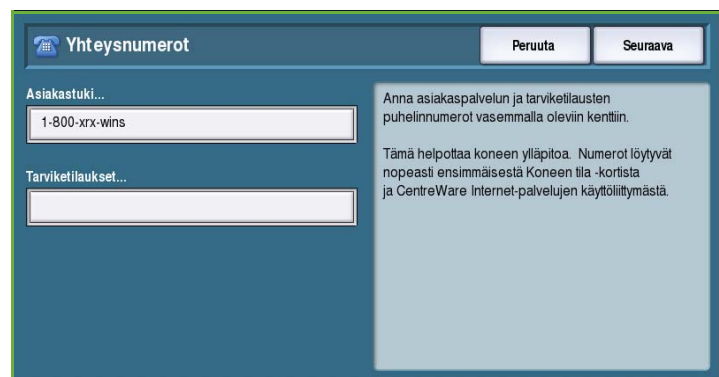 Yhteysnumerot
Peruuta
Seuraava
Asiakastuki...
1-800-xrx-wins
Tarviketilaukset...
Anna asiakaspalvelun ja tarviketilausten
puhelinnumerot vasemmalla oleviin kenttiin.
Tämä helpottaa koneen ylläpitoa. Numerot löytyvät
nopeasti ensimmäisestä Koneen tila -kortista
ja CentreWare Internet-palvelujen käyttöliittymästä.